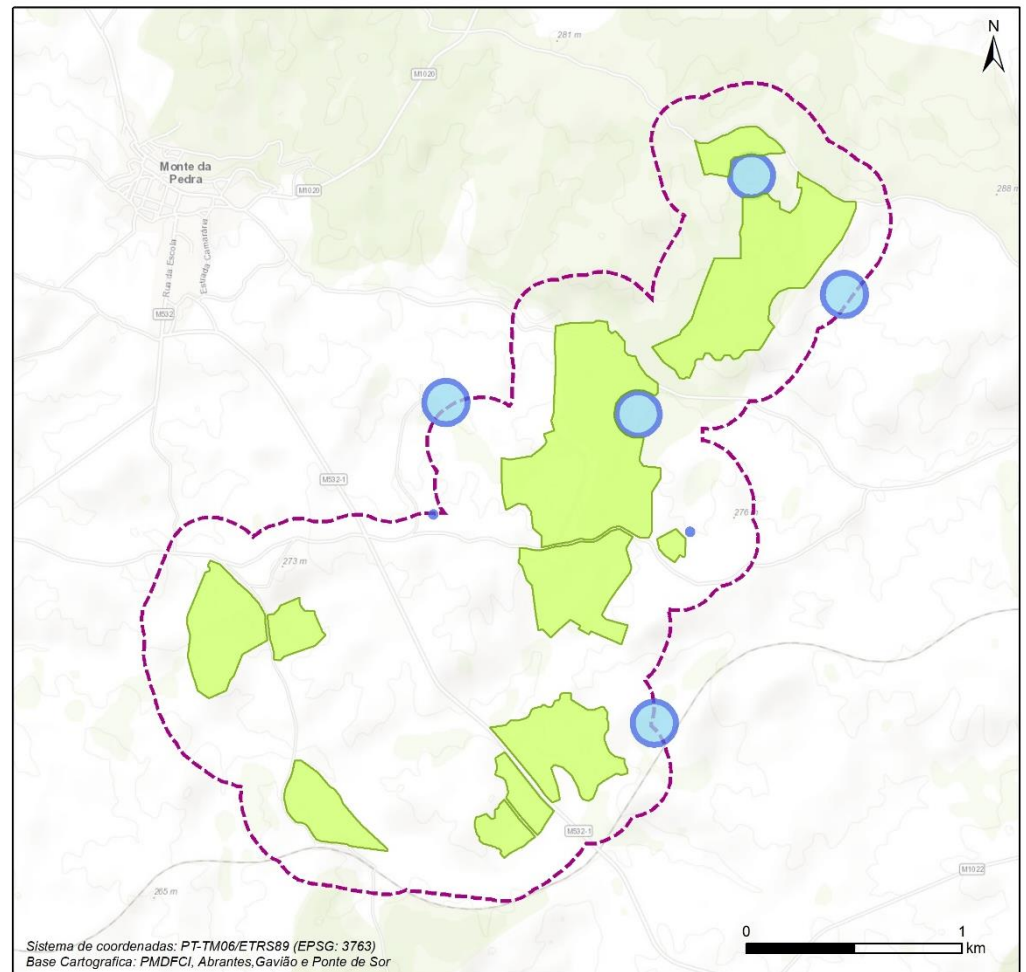 N
281 m
M1020
Monte da
Pedra
M1020
288 m
Rua da Escola
Estrada Camarária
M532
M532-1
276 m
273 m
M532-1
M1022
265 m
0 1
km
Sistema de coordenadas: PT-TM06/ETRS89 (EPSG: 3763)
Base Cartografica: PMDFCI, Abrantes,Gavião e Ponte de Sor